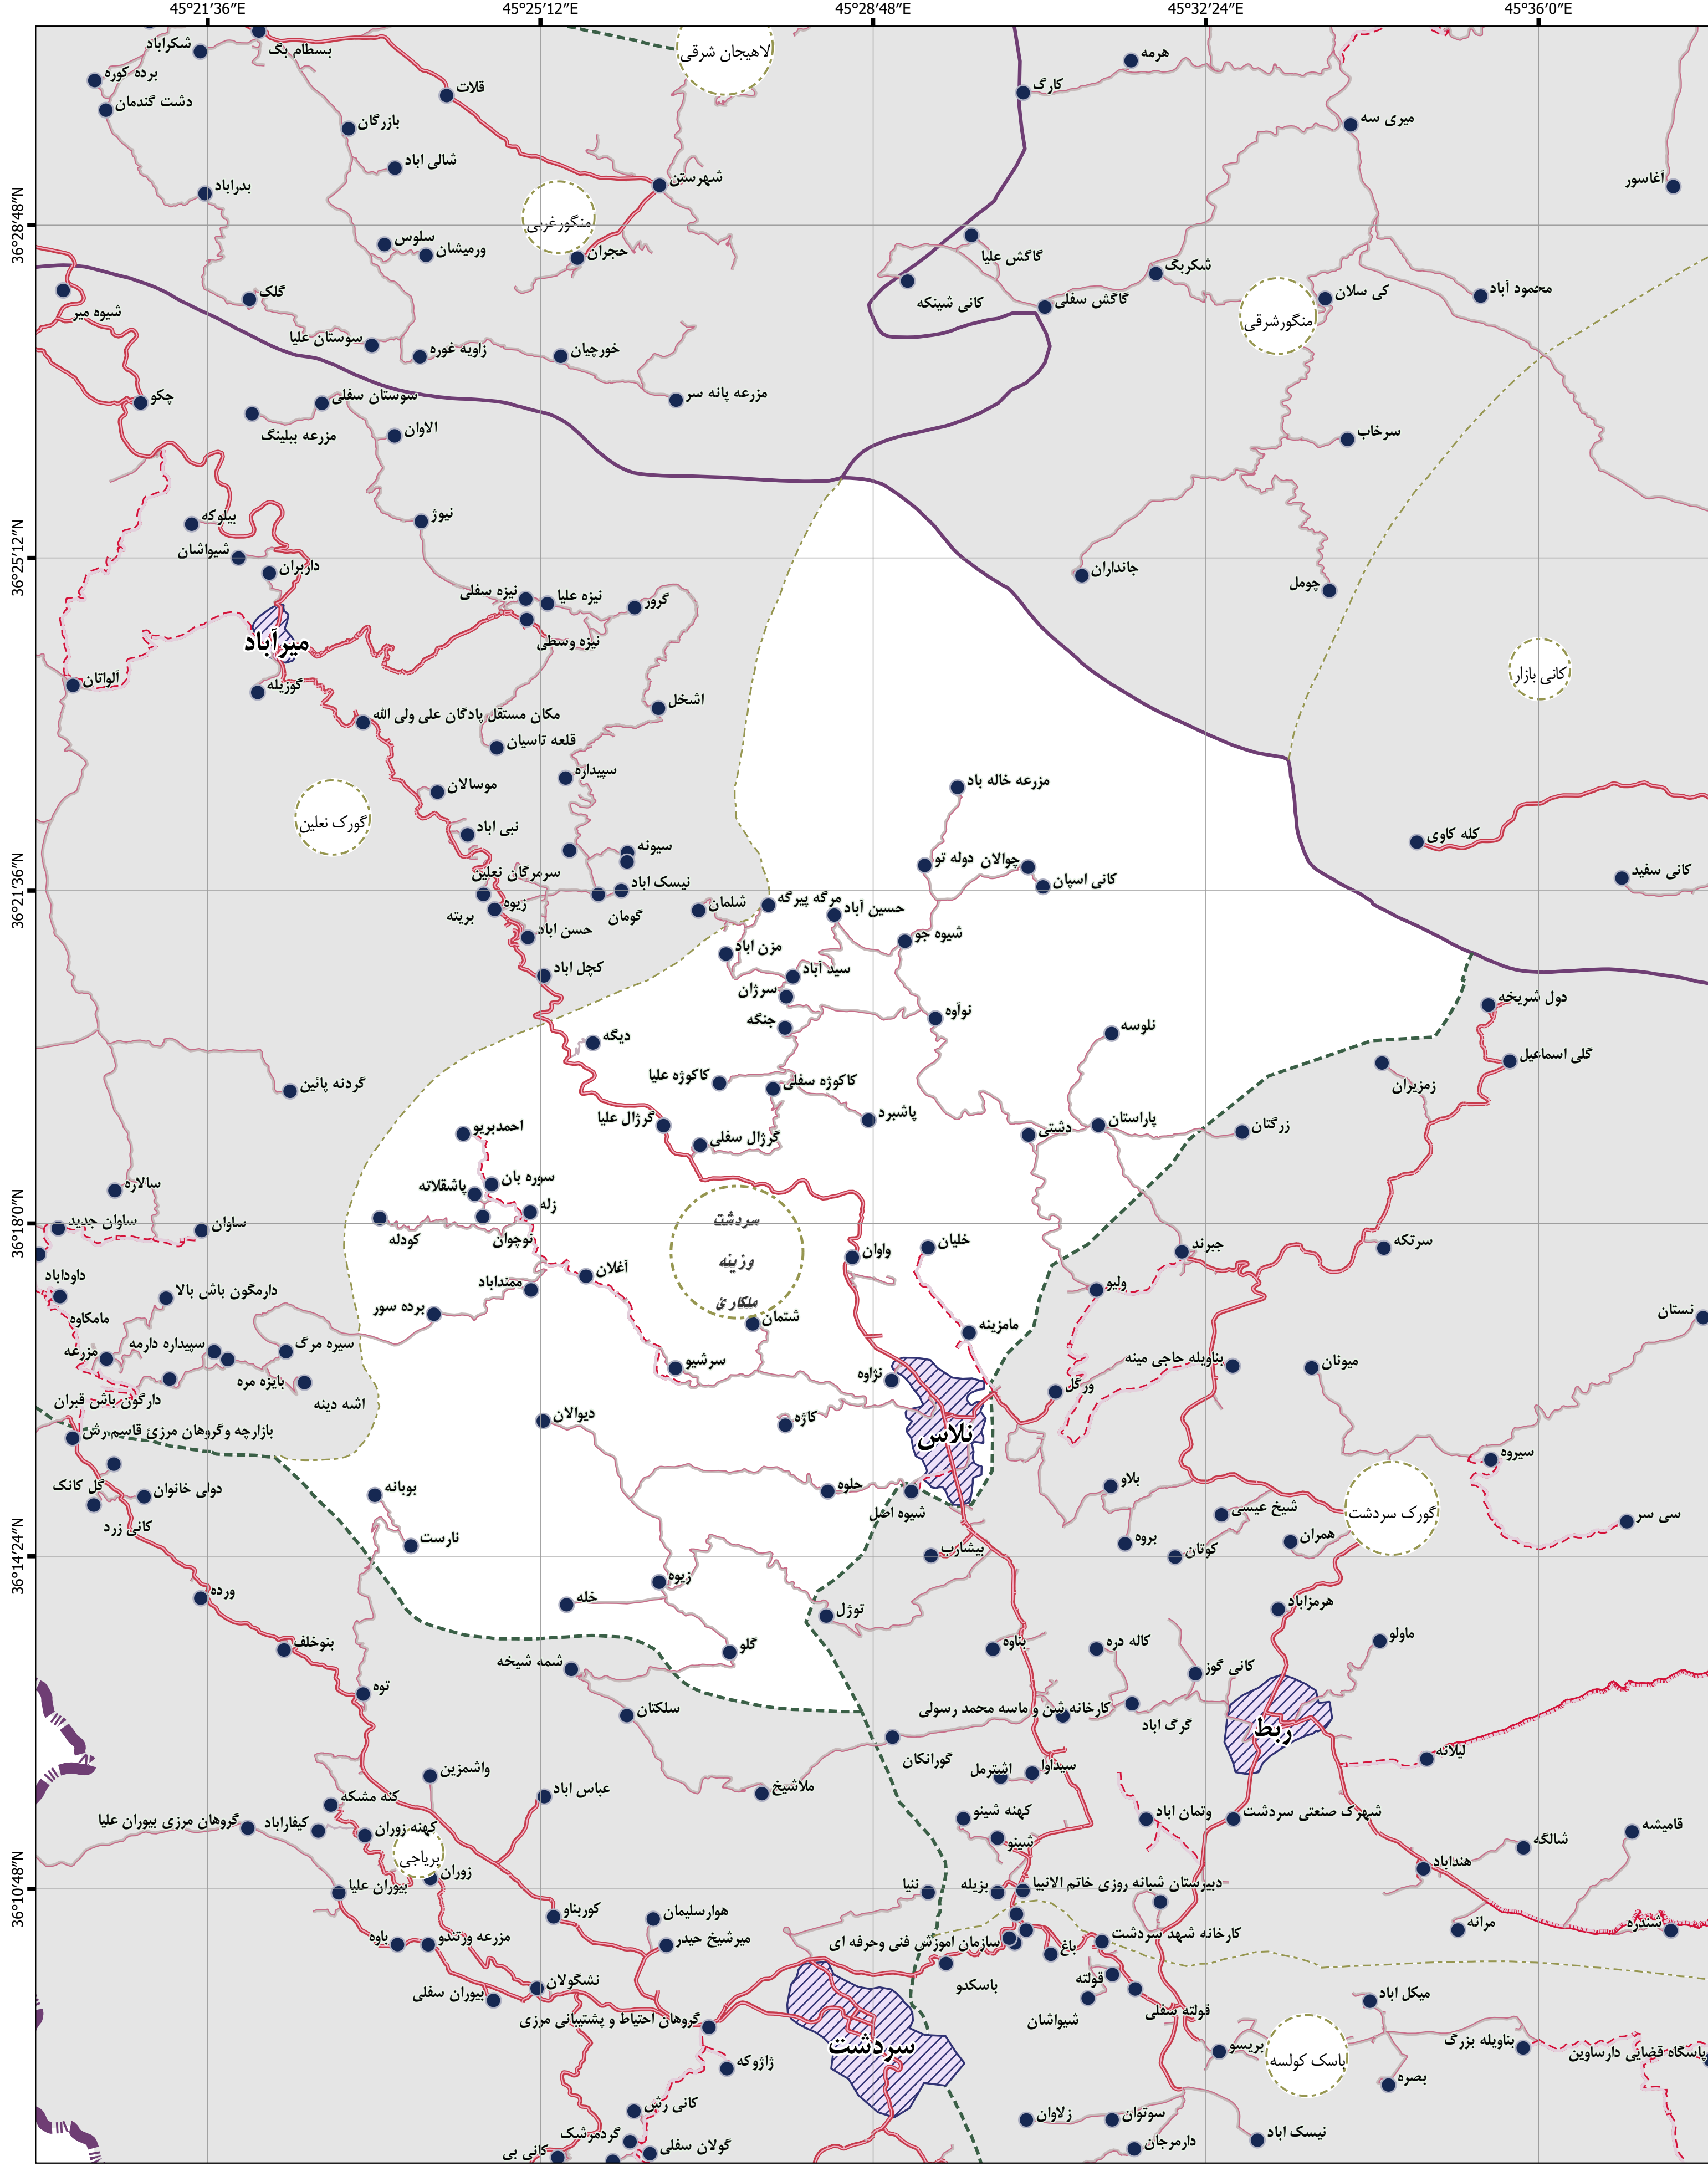 45°21'36"E
45°25'12"E
45°28'48"E
45°32'24"E
45°36'0"E
شکراباد
بسطام بگ
لاهیجان شرقی
هرمه
برده کوره
قلات
کارگ
دشت گندمان
بازرگان
میری سه
شالی اباد
شهرستن
آغاسور
بدراباد
36°28'48"N
منگورغربی
سلوس
ورمیشان
حجران
گاگش علیا
شکربگ
گلک
کانی شینکه
گاگش سفلی
کی سلان
محمود آباد
شیوه میر
منگورشرقی
سوستان علیا
زاویه غوره
خورچیان
چکو
سوستان سفلی
مزرعه پانه سر
مزرعه ببلینگ
الاوان
سرخاب
بیلوکه
نیوژ
36°25'12"N
شیواشان
داربران
جانداران
چومل
نیزه سفلی
نیزه علیا
گرور
نیزه وسطی
میرآباد
آلواتان
گوزیله
کانی بازار
اشخل
مکان مستقل پادگان علی ولی الله
قلعه تاسیان
سپیداره
موسالان
مزرعه خاله باد
گورک نعلین
نبی اباد
کله کاوی
سیونه
دوله تو
چوالان
سرمرگان نعلین
نیسک اباد
کانی اسپان
کانی سفید
36°21'36"N
زیوه
بریته
گومان
شلمان
مرگه پیرگه
حسین آباد
حسن اباد
شیوه جو
مزن اباد
کچل اباد
سید آباد
سرژان
دول شریخه
جنگه
نوآوه
نلوسه
دیگه
گلی اسماعیل
گردنه پائین
کاکوژه علیا
کاکوژه سفلی
زمزیران
پاشبرد
احمدبریو
گرژال علیا
گرژال سفلی
دشتی
پاراستان
زرگتان
سالاره
پاشقلاته
سوره بان
زله
36°18'0"N
ساوان جدید
ساوان
کودله
نوچوان
سردشت
وزینه
ملکاری
واوان
خلیان
جبرند
سرتکه
داوداباد
آغلان
ممنداباد
ولیو
دارمگون باش بالا
برده سور
شتمان
مامکاوه
مامزینه
نستان
مزرعه
سپیداره دارمه
سیره مرگ
سرشیو
نژاوه
بناویله حاجی مینه
میونان
بایزه مره
اشه دینه
ورگل
دارگون باشی قبران
دیوالان
کاژه
نلاس
بازارچه وگروهان مرزی قاسم رش
سیروه
گل کانک
دولی خانوان
بوبانه
حلوه
شیوه اصل
بلاو
شیخ عیسی
گورک سردشت
سی سر
کانی زرد
نارست
بیشارب
بروه
کوتان
همران
36°14'24"N
ورده
خله
زیوه
توژل
هرمزاباد
بنوخلف
گلو
بناوه
کاله دره
ماولو
شمه شیخه
کانی گوز
توه
سلکتان
کارخانه شن و ماسه محمد رسولی
گرگ اباد
ربط
گورانکان
لیلانه
واشمزین
ملاشیخ
اشترمل
سیداوا
عباس اباد
کنه مشکه
گروهان مرزی بیوران علیا
کیفاراباد
کهنه زوران
کهنه شینو
وتمان اباد
شهرک صنعتی سردشت
قامیشه
شینو
شالگه
پریاجی
زوران
هنداباد
36°10'48"N
بیوران علیا
ننیا
بزیله
دبیرستان شبانه روزی خاتم الانبیا
کوربناو
هوارسلیمان
مرانه
شندره
باوه
مزرعه ورتندو
میرشیخ حیدر
سازمان اموزش فنی وحرفه ای
باغ
کارخانه شهد سردشت
باسکدو
قولته
بیوران سفلی
نشگولان
میکل اباد
گروهان احتیاط و پشتیبانی مرزی
شیواشان
قولته سفلی
سردشت
ژاژوکه
بریسو
پاسک کولسه
بناویله بزرگ
پاسگاه قضایی دارساوین
بصره
کانی رش
زلاوان
سوتوان
نیسک اباد
گردمرشک
کانی بی
گولان سفلی
دارمرجان